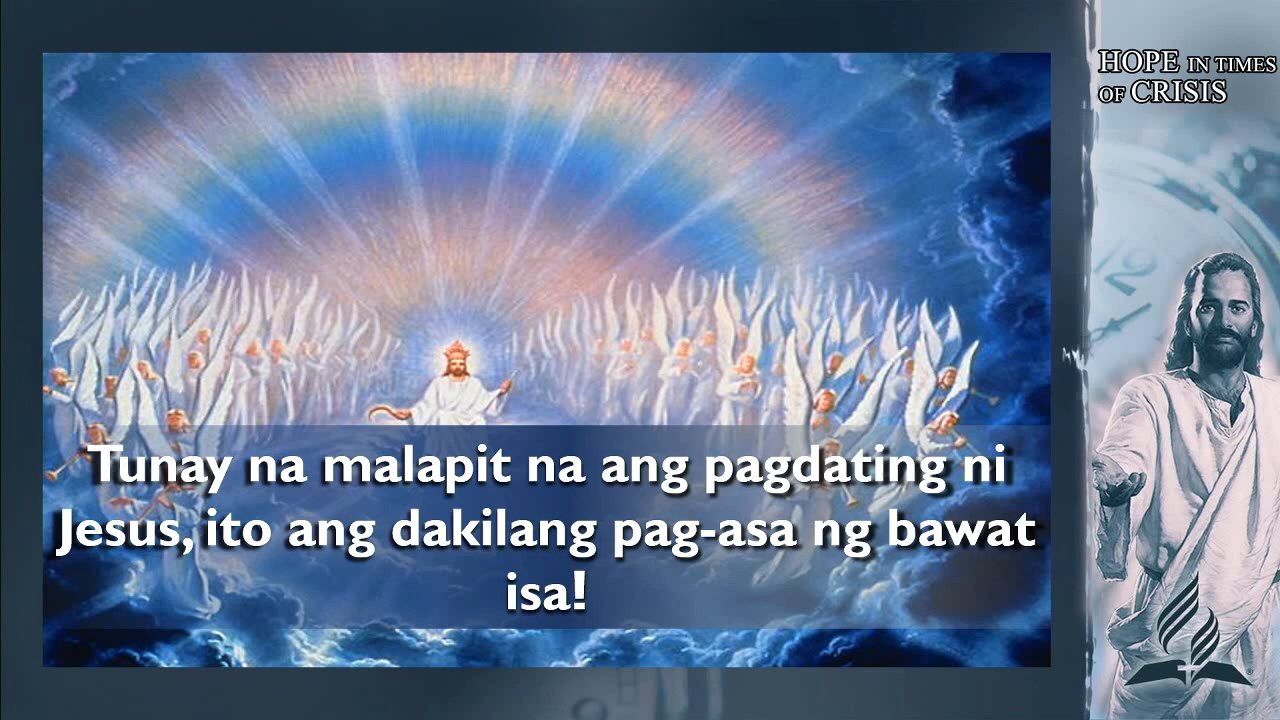 HOPE IN TIMES
OF CRISIS
12
Tunay na malapit na ang pagdating ni
Jesus, ito ang dakilang pag-asa ng bawat
isa!